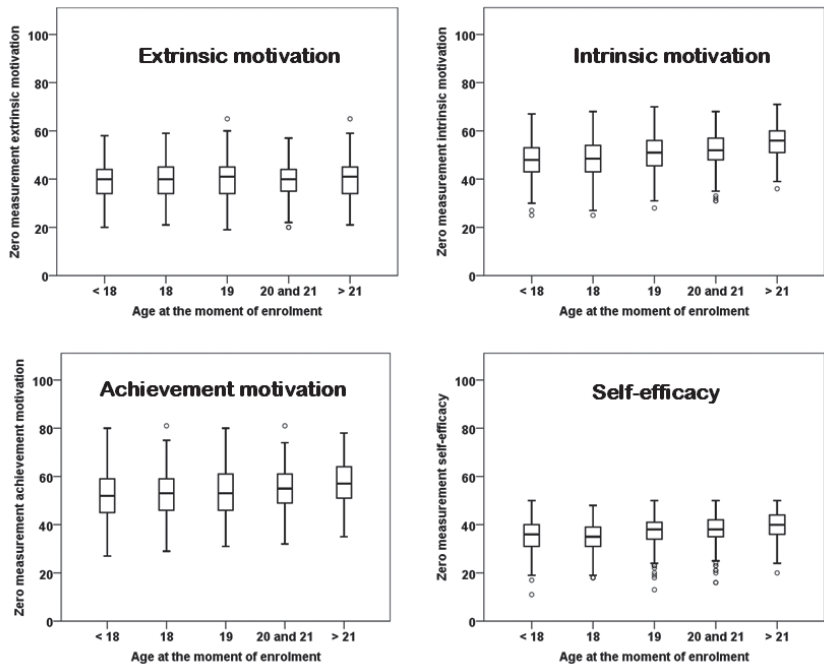 Extrinsic motivation
Zero measurement extrinsic motivation
100
80
60
40
20
0
< 18 18 19 20 and 21 > 21
Age at the moment of enrolment
Intrinsic motivation
Zero measurement intrinsic motivation
100
80
60
40
20
0
< 18 18 19 20 and 21 > 21
Age at the moment of enrolment
Achievement motivation
Zero measurement achievement motivation
100
80
60
40
20
0
< 18 18 19 20 and 21 > 21
Age at the moment of enrolment
Self-efficacy
Zero measurement self-efficacy
100
80
60
40
20
0
< 18 18 19 20 and 21 > 21
Age at the moment of enrolment